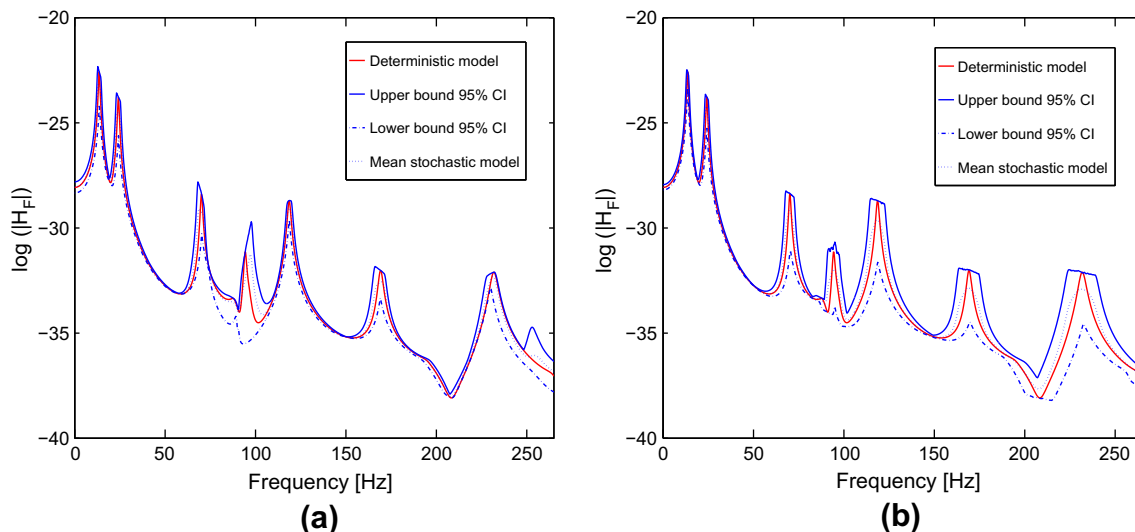 −20
−25
−30
−35
−40
log (|H_F|)
0
50
100
150
200
250
Frequency [Hz]
Deterministic model
Upper bound 95% CI
Lower bound 95% CI
Mean stochastic model
(a)
−20
−25
−30
−35
−40
log (|H_F|)
0
50
100
150
200
250
Frequency [Hz]
Deterministic model
Upper bound 95% CI
Lower bound 95% CI
Mean stochastic model
(b)